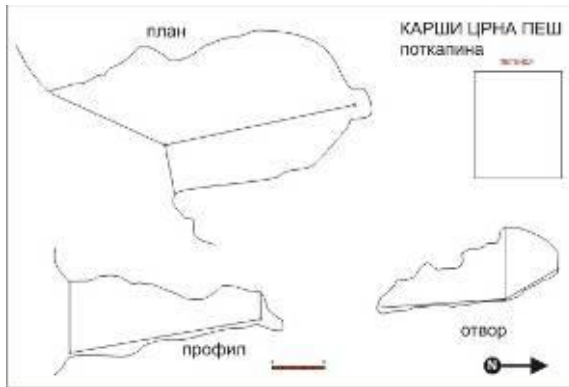 план
КАРШИ ЦРНА ПЕШ
поткапина
профил
отвор
N